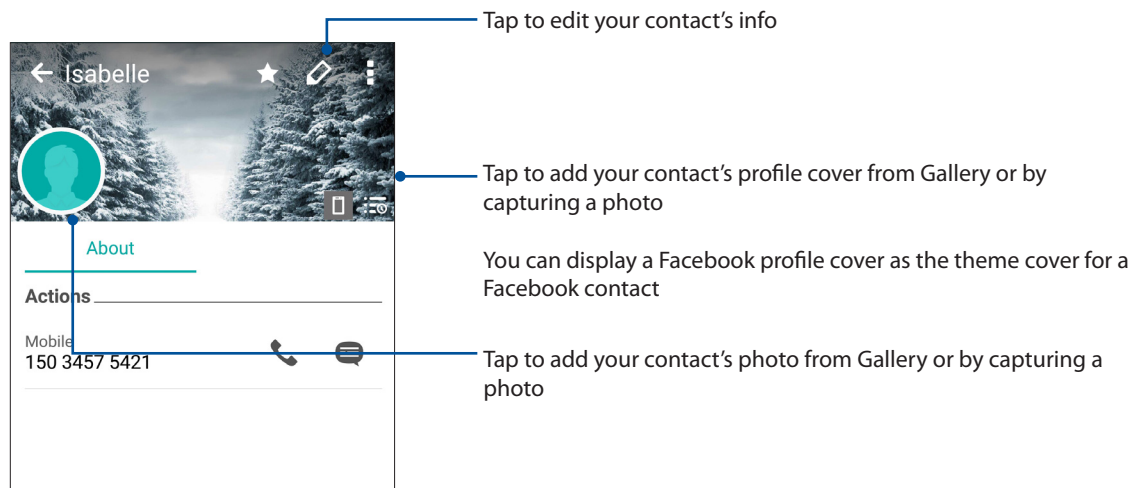 Tap to edit your contact’s info
Isabelle
Tap to add your contact’s profile cover from Gallery or by
capturing a photo
You can display a Facebook profile cover as the theme cover for a
Facebook contact
About
Actions
Mobile
150 3457 5421
Tap to add your contact’s photo from Gallery or by capturing a
photo